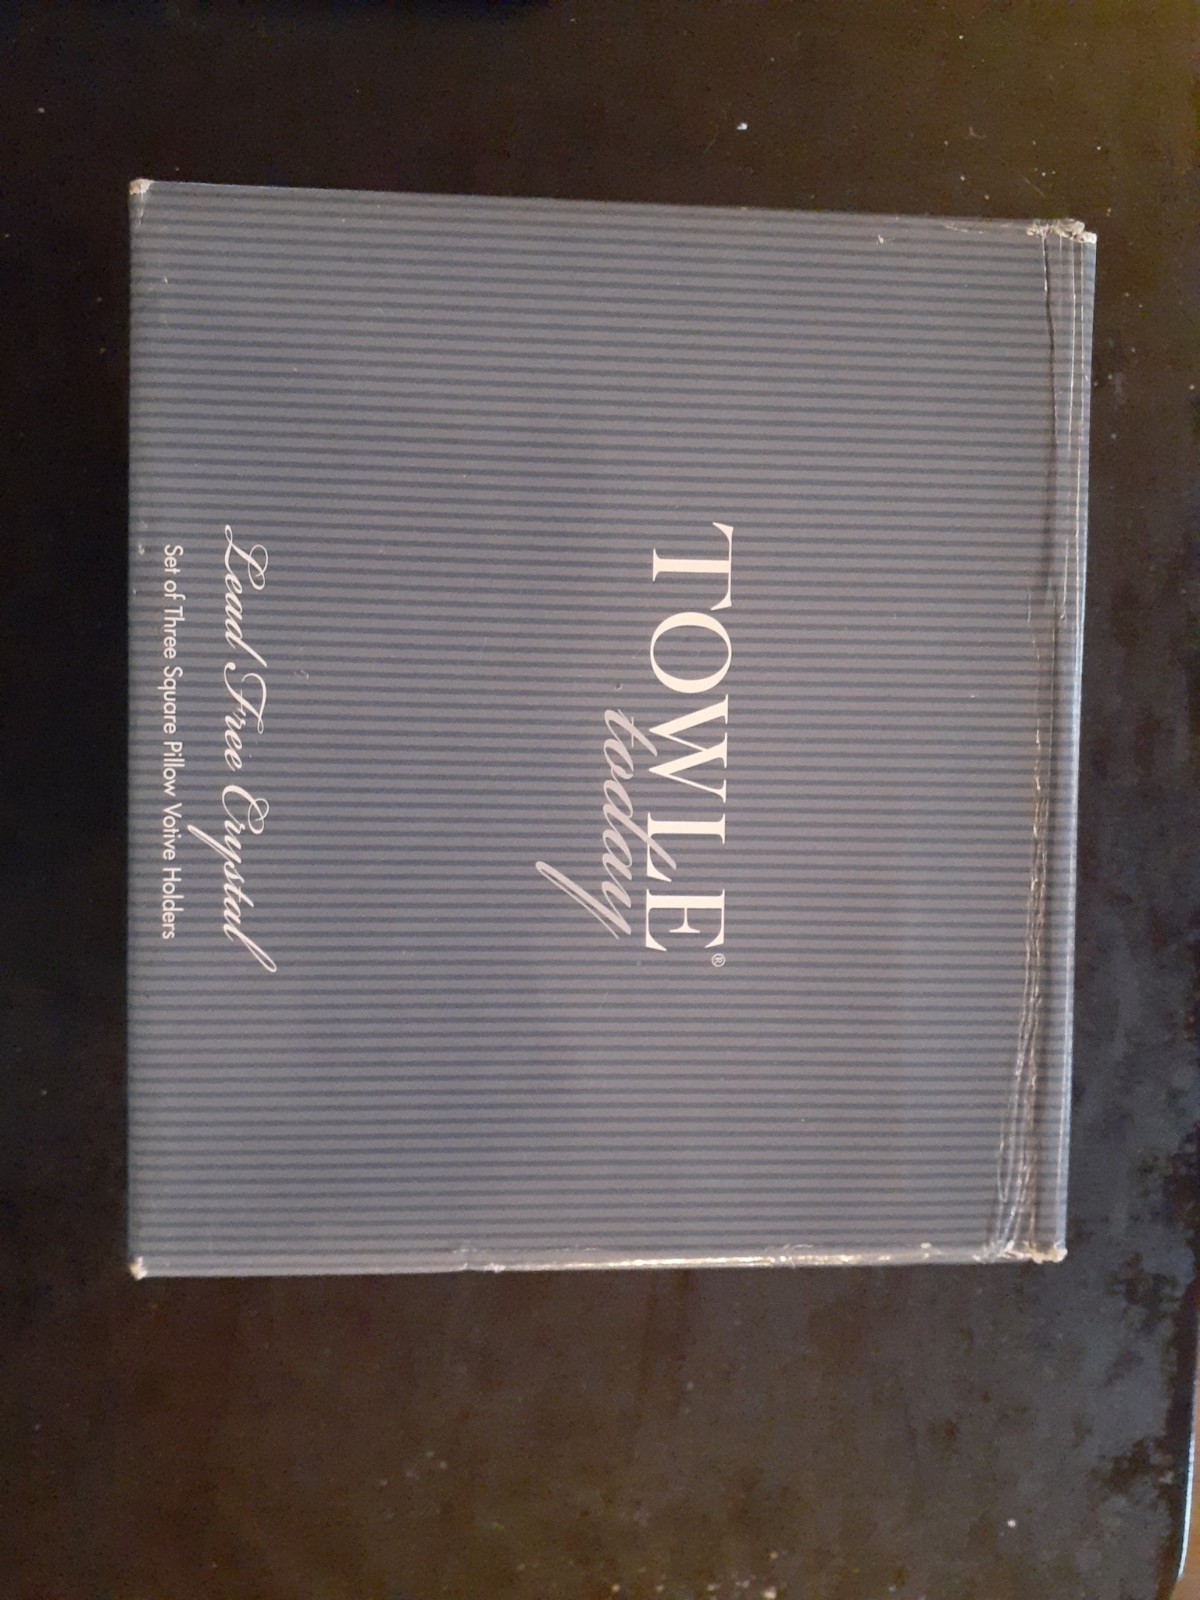 TOWLE®
today
Lead Free Crystal
Set of Three Square Pillow Votive Holders